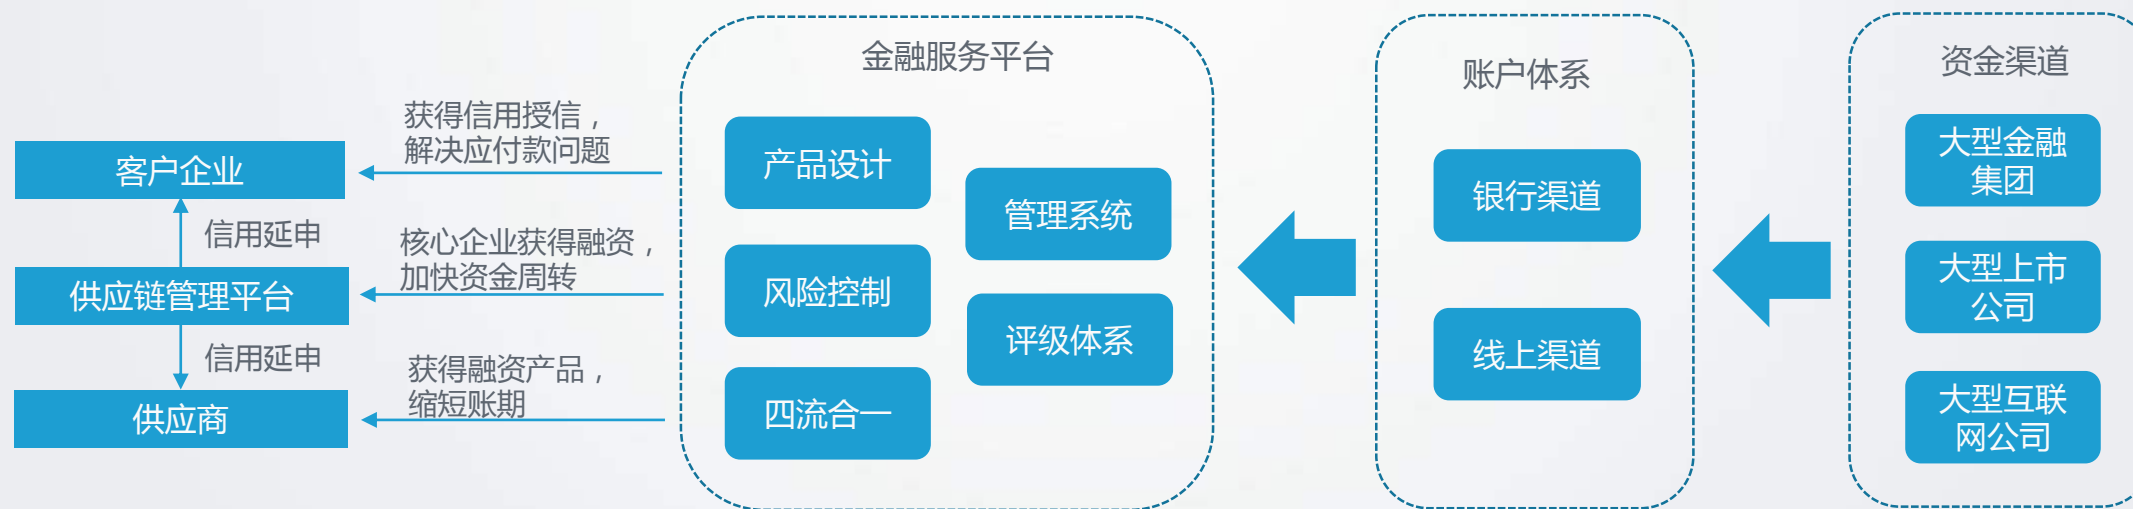 客户企业
信用延申
供应链管理平台
信用延申
供应商
获得信用授信，
解决应付款问题
核心企业获得融资，
加快资金周转
获得融资产品，
缩短账期
金融服务平台
产品设计
风险控制
四流合一
管理系统
评级体系
账户体系
银行渠道
线上渠道
资金渠道
大型金融
集团
大型上市
公司
大型互联
网公司